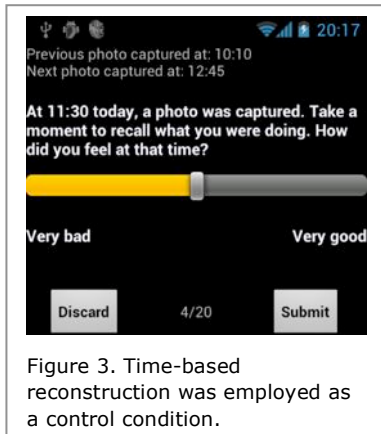 20:17
Previous photo captured at: 10:10
Next photo captured at: 12:45
At 11:30 today, a photo was captured. Take a
moment to recall what you were doing. How
did you feel at that time?
Very bad Very good
Discard 4/20 Submit
Figure 3. Time-based
reconstruction was employed as
a control condition.